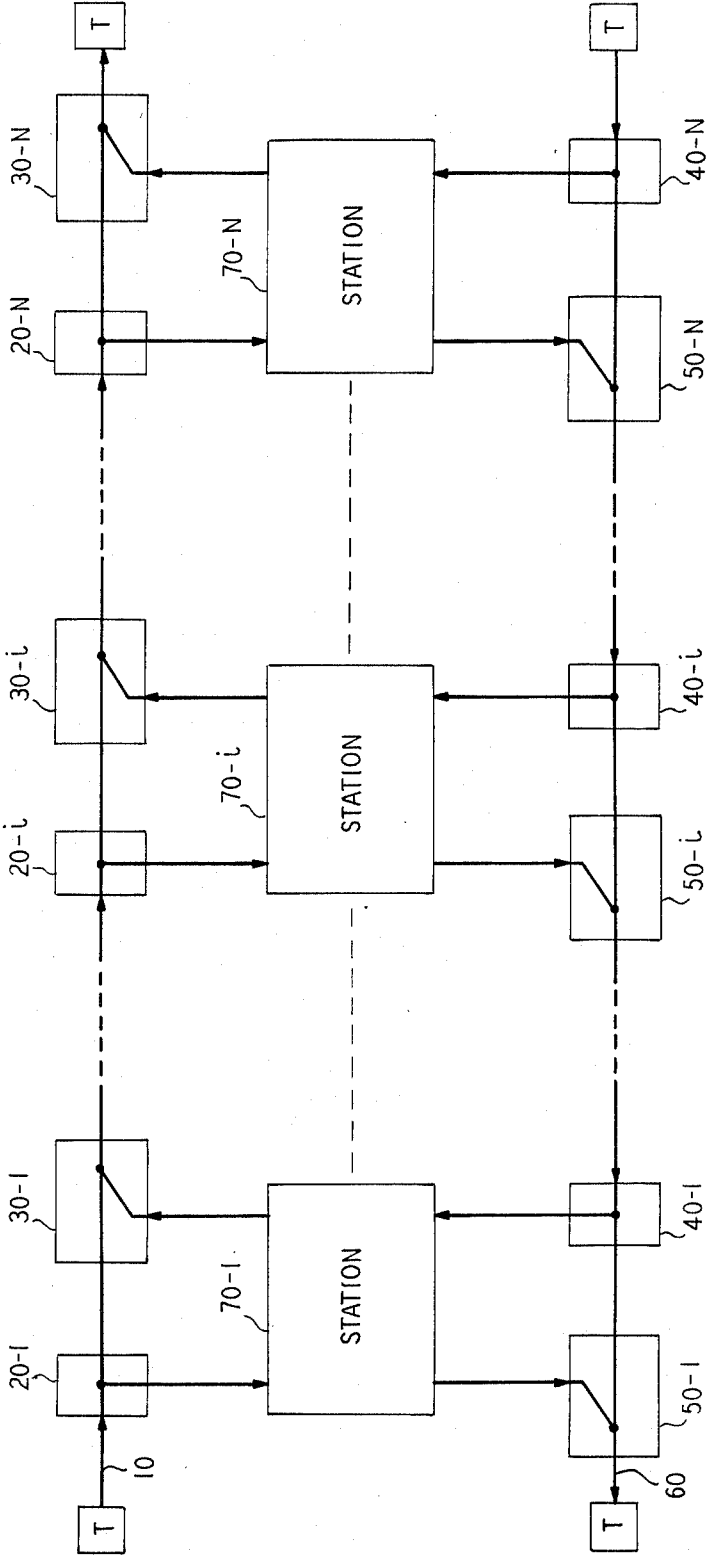 20-1
30-1
20-i
30-i
20-N
30-N
T
T
10
70-1
70-i
70-N
STATION
STATION
STATION
T
T
60
50-1
40-1
50-i
40-i
50-N
40-N